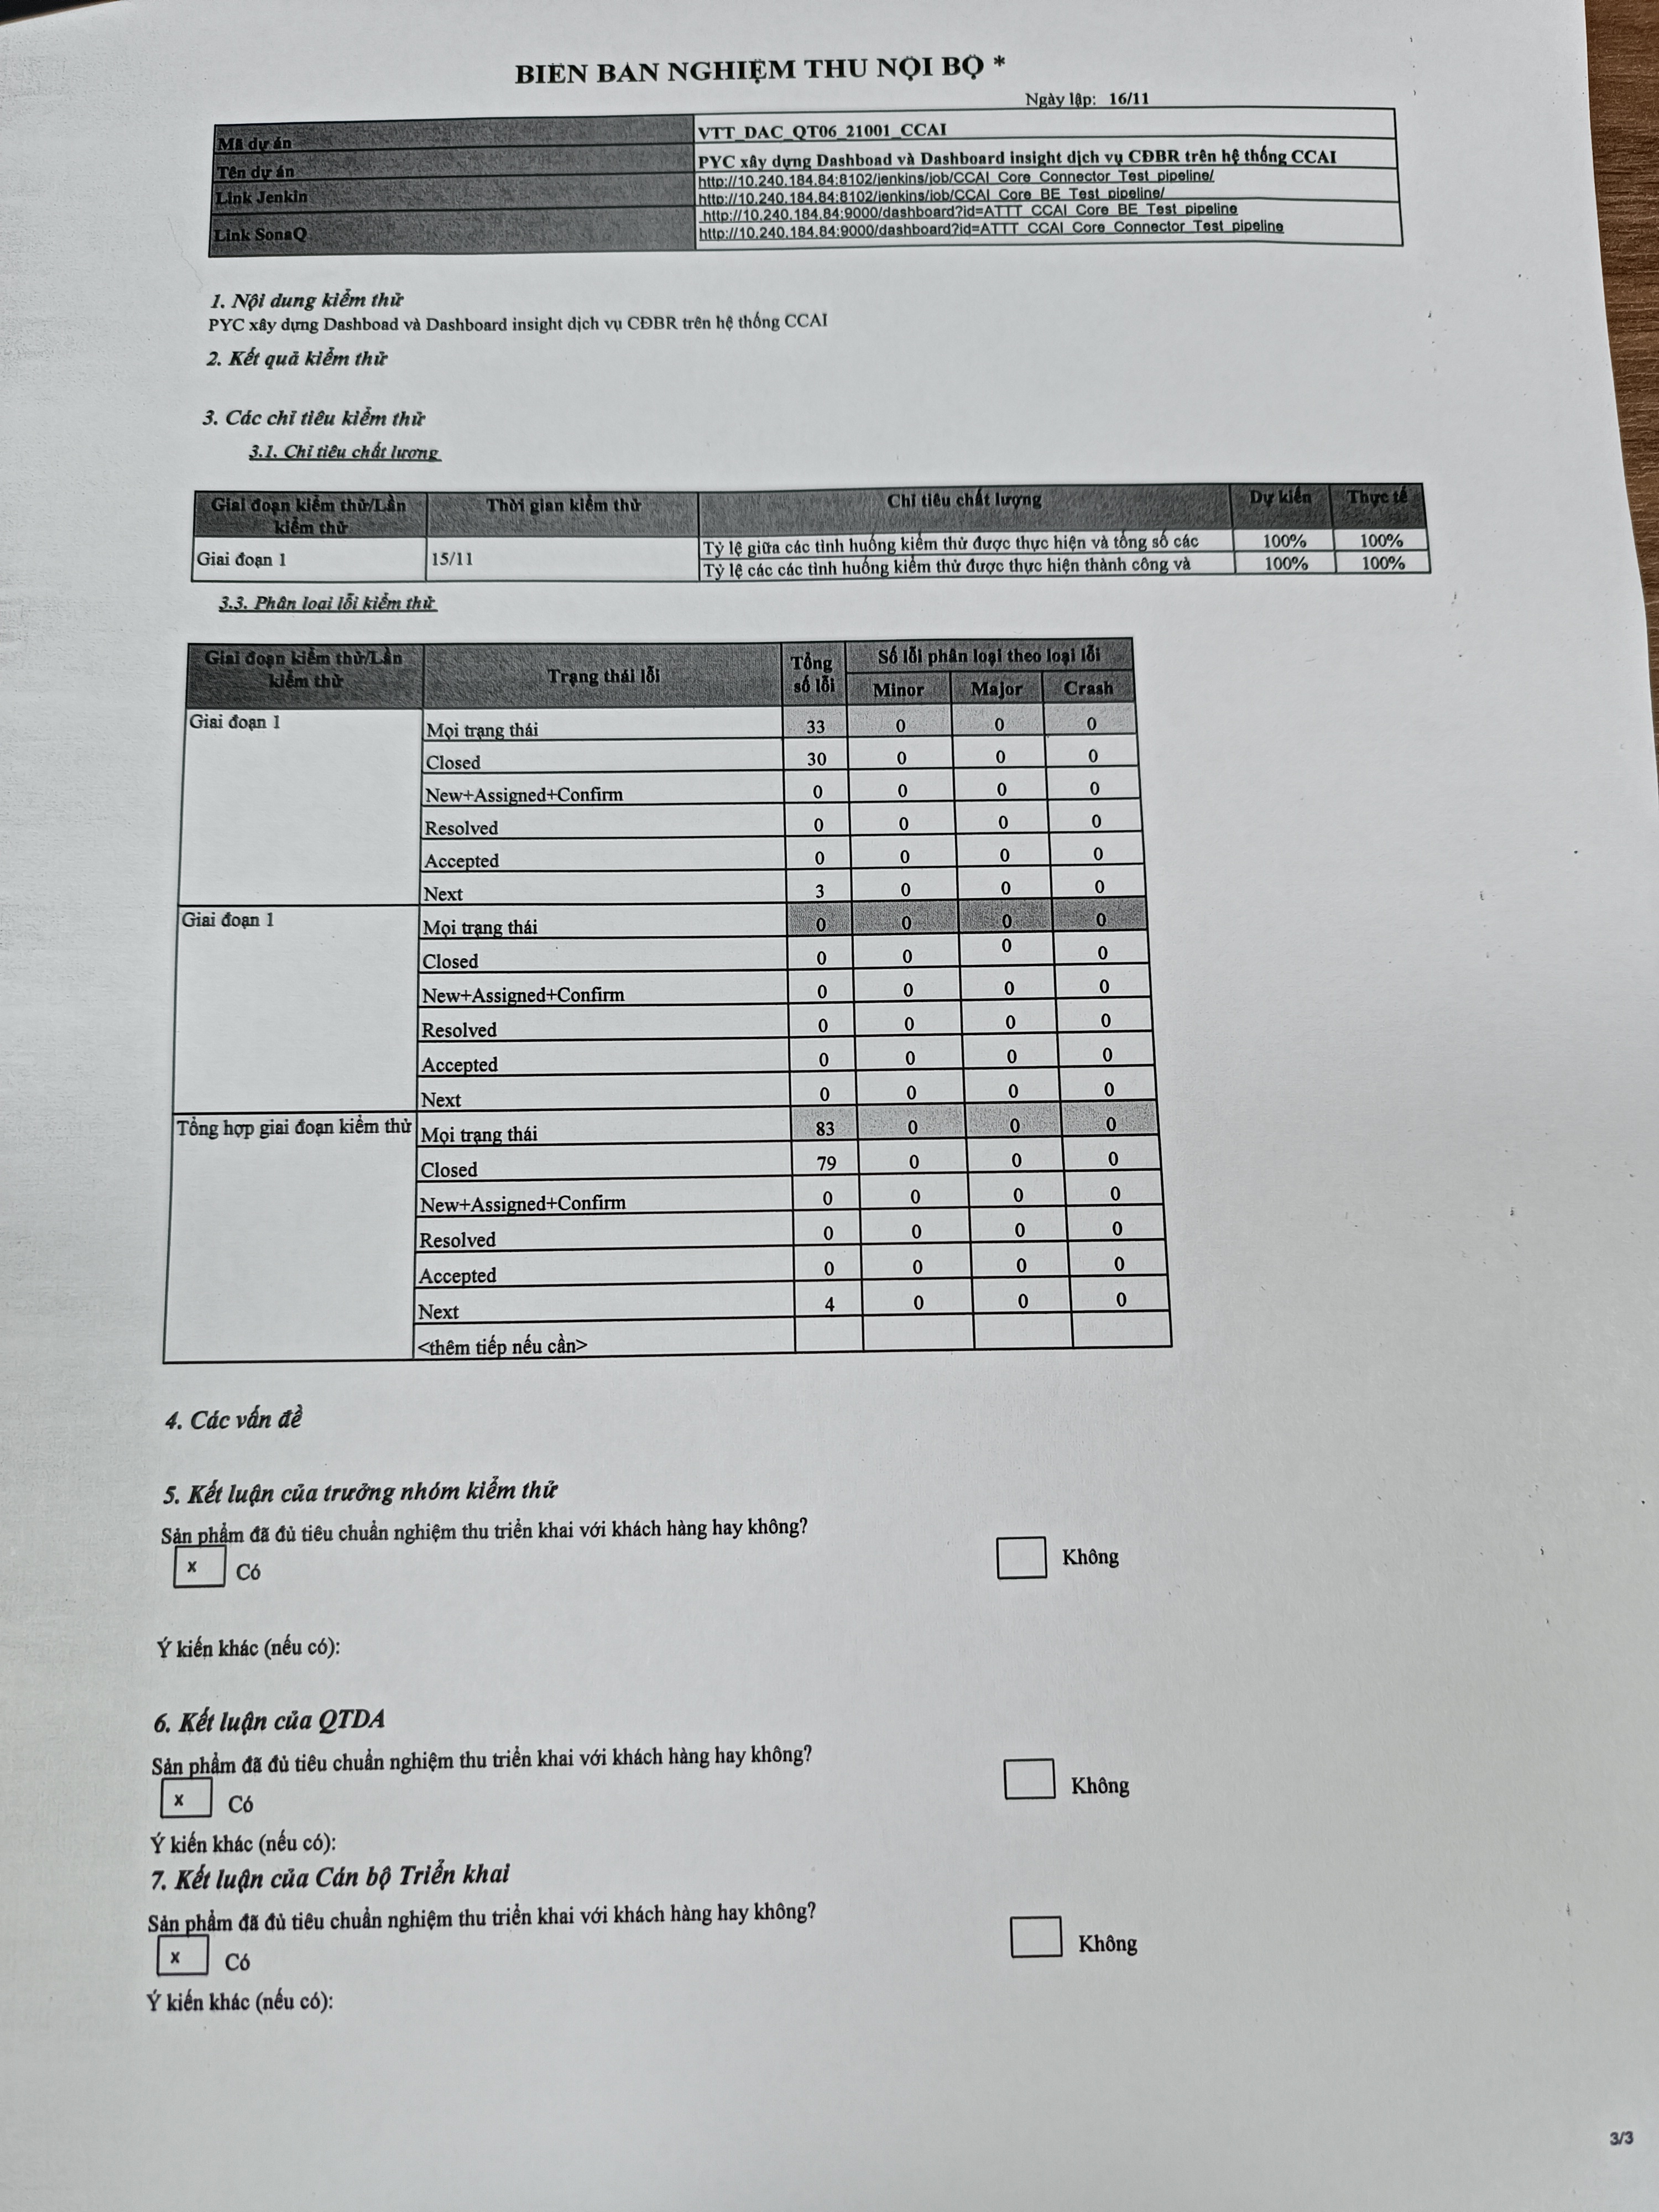 BIÊN BẢN NGHIỆM THU NỘI BỘ *
Ngày lập: 16/11
Mã dự án VTT_DAC_QT06_21001_CCAI
Tên dự án PYC xây dựng Dashboad và Dashboard insight dịch vụ CĐBR trên hệ thống CCAI
Link Jenkin http://10.240.184.84:8102/jenkins/job/CCAI_Core_Connector_Test_pipeline/
http://10.240.184.84:8102/jenkins/job/CCAI_Core_BE_Test_pipeline/
Link SonaQ http://10.240.184.84:9000/dashboard?id=ATTT_CCAI_Core_BE_Test_pipeline
http://10.240.184.84:9000/dashboard?id=ATTT_CCAI_Core_Connector_Test_pipeline
1. Nội dung kiểm thử
PYC xây dựng Dashboad và Dashboard insight dịch vụ CĐBR trên hệ thống CCAI
2. Kết quả kiểm thử
3. Các chỉ tiêu kiểm thử
3.1. Chỉ tiêu chất lượng
Giai đoạn kiểm thử/Lần kiểm thử Thời gian kiểm thử Chỉ tiêu chất lượng Dự kiến Thực tế
Giai đoạn 1 15/11 Tỷ lệ giữa các tình huống kiểm thử được thực hiện và tổng số các 100% 100%
Tỷ lệ các các tình huống kiểm thử được thực hiện thành công và 100% 100%
3.3. Phân loại lỗi kiểm thử
Giai đoạn kiểm thử/Lần kiểm thử Trạng thái lỗi Tổng số lỗi Số lỗi phân loại theo loại lỗi
Minor Major Crash
Giai đoạn 1 Mọi trạng thái 33 0 0 0
Closed 30 0 0 0
New+Assigned+Confirm 0 0 0 0
Resolved 0 0 0 0
Accepted 0 0 0 0
Next 3 0 0 0
Giai đoạn 1 Mọi trạng thái 0 0 0 0
Closed 0 0 0 0
New+Assigned+Confirm 0 0 0 0
Resolved 0 0 0 0
Accepted 0 0 0 0
Next 0 0 0 0
Tổng hợp giai đoạn kiểm thử Mọi trạng thái 83 0 0 0
Closed 79 0 0 0
New+Assigned+Confirm 0 0 0 0
Resolved 0 0 0 0
Accepted 0 0 0 0
Next 4 0 0 0
<thêm tiếp nếu cần>
4. Các vấn đề
5. Kết luận của trưởng nhóm kiểm thử
Sản phẩm đã đủ tiêu chuẩn nghiệm thu triển khai với khách hàng hay không?
x Có Không
Ý kiến khác (nếu có):
6. Kết luận của QTDA
Sản phẩm đã đủ tiêu chuẩn nghiệm thu triển khai với khách hàng hay không?
x Có Không
Ý kiến khác (nếu có):
7. Kết luận của Cán bộ Triển khai
Sản phẩm đã đủ tiêu chuẩn nghiệm thu triển khai với khách hàng hay không?
x Có Không
Ý kiến khác (nếu có):
3/3